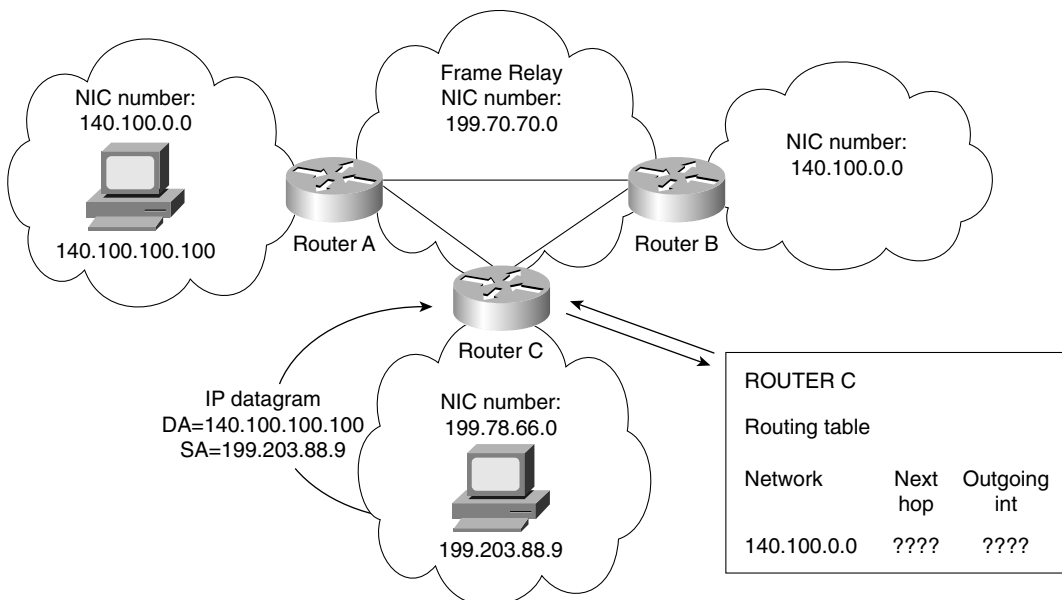 NIC number:
140.100.0.0
140.100.100.100
Router A
Frame Relay
NIC number:
199.70.70.0
Router B
NIC number:
140.100.0.0
Router C
IP datagram
DA=140.100.100.100
SA=199.203.88.9
NIC number:
199.78.66.0
199.203.88.9
ROUTER C
Routing table
Network Next hop Outgoing int
140.100.0.0 ???? ????